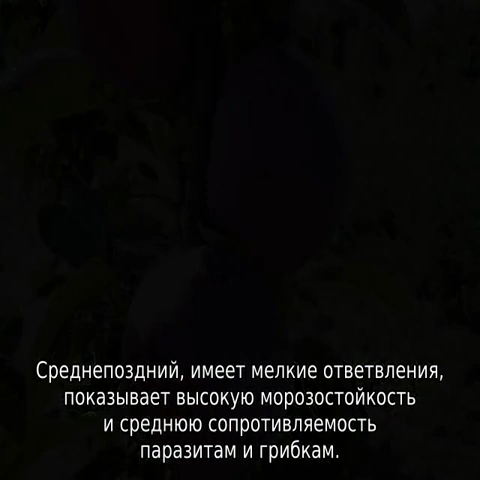 Среднепоздний, имеет мелкие ответвления,
показывает высокую морозостойкость
и среднюю сопротивляемость
паразитам и грибкам.